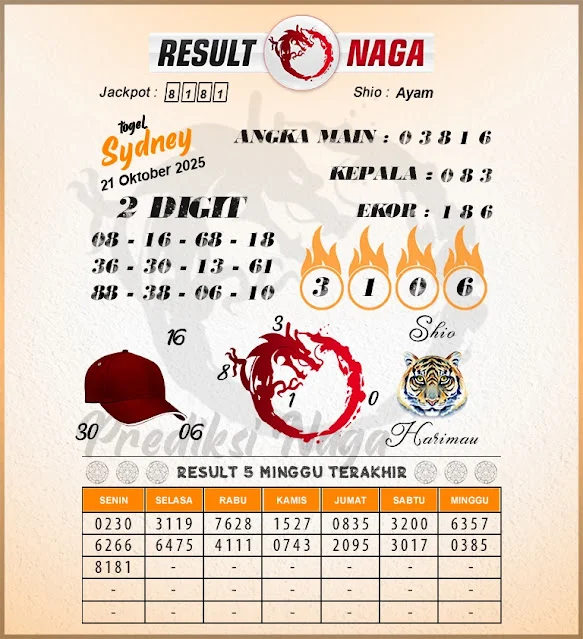 RESULT NAGA
Jackpot : 8 1 8 1
Shio : Ayam
togel
Sydney
21 Oktober 2025
ANGKA MAIN : 0 3 8 1 6
KEPALA : 0 8 3
EKOR : 1 8 6
2 DIGIT
08 - 16 - 68 - 18
36 - 30 - 13 - 61
88 - 38 - 06 - 10
3 1 0 6
16
30 06
3
8
1
0
Shio
Harimau
Prediksi Naga
RESULT 5 MINGGU TERAKHIR
SENIN SELASA RABU KAMIS JUMAT SABTU MINGGU
0230 3119 7628 1527 0835 3200 6357
6266 6475 4111 0743 2095 3017 0385
8181 - - - - - -
- - - - - - -
- - - - - - -